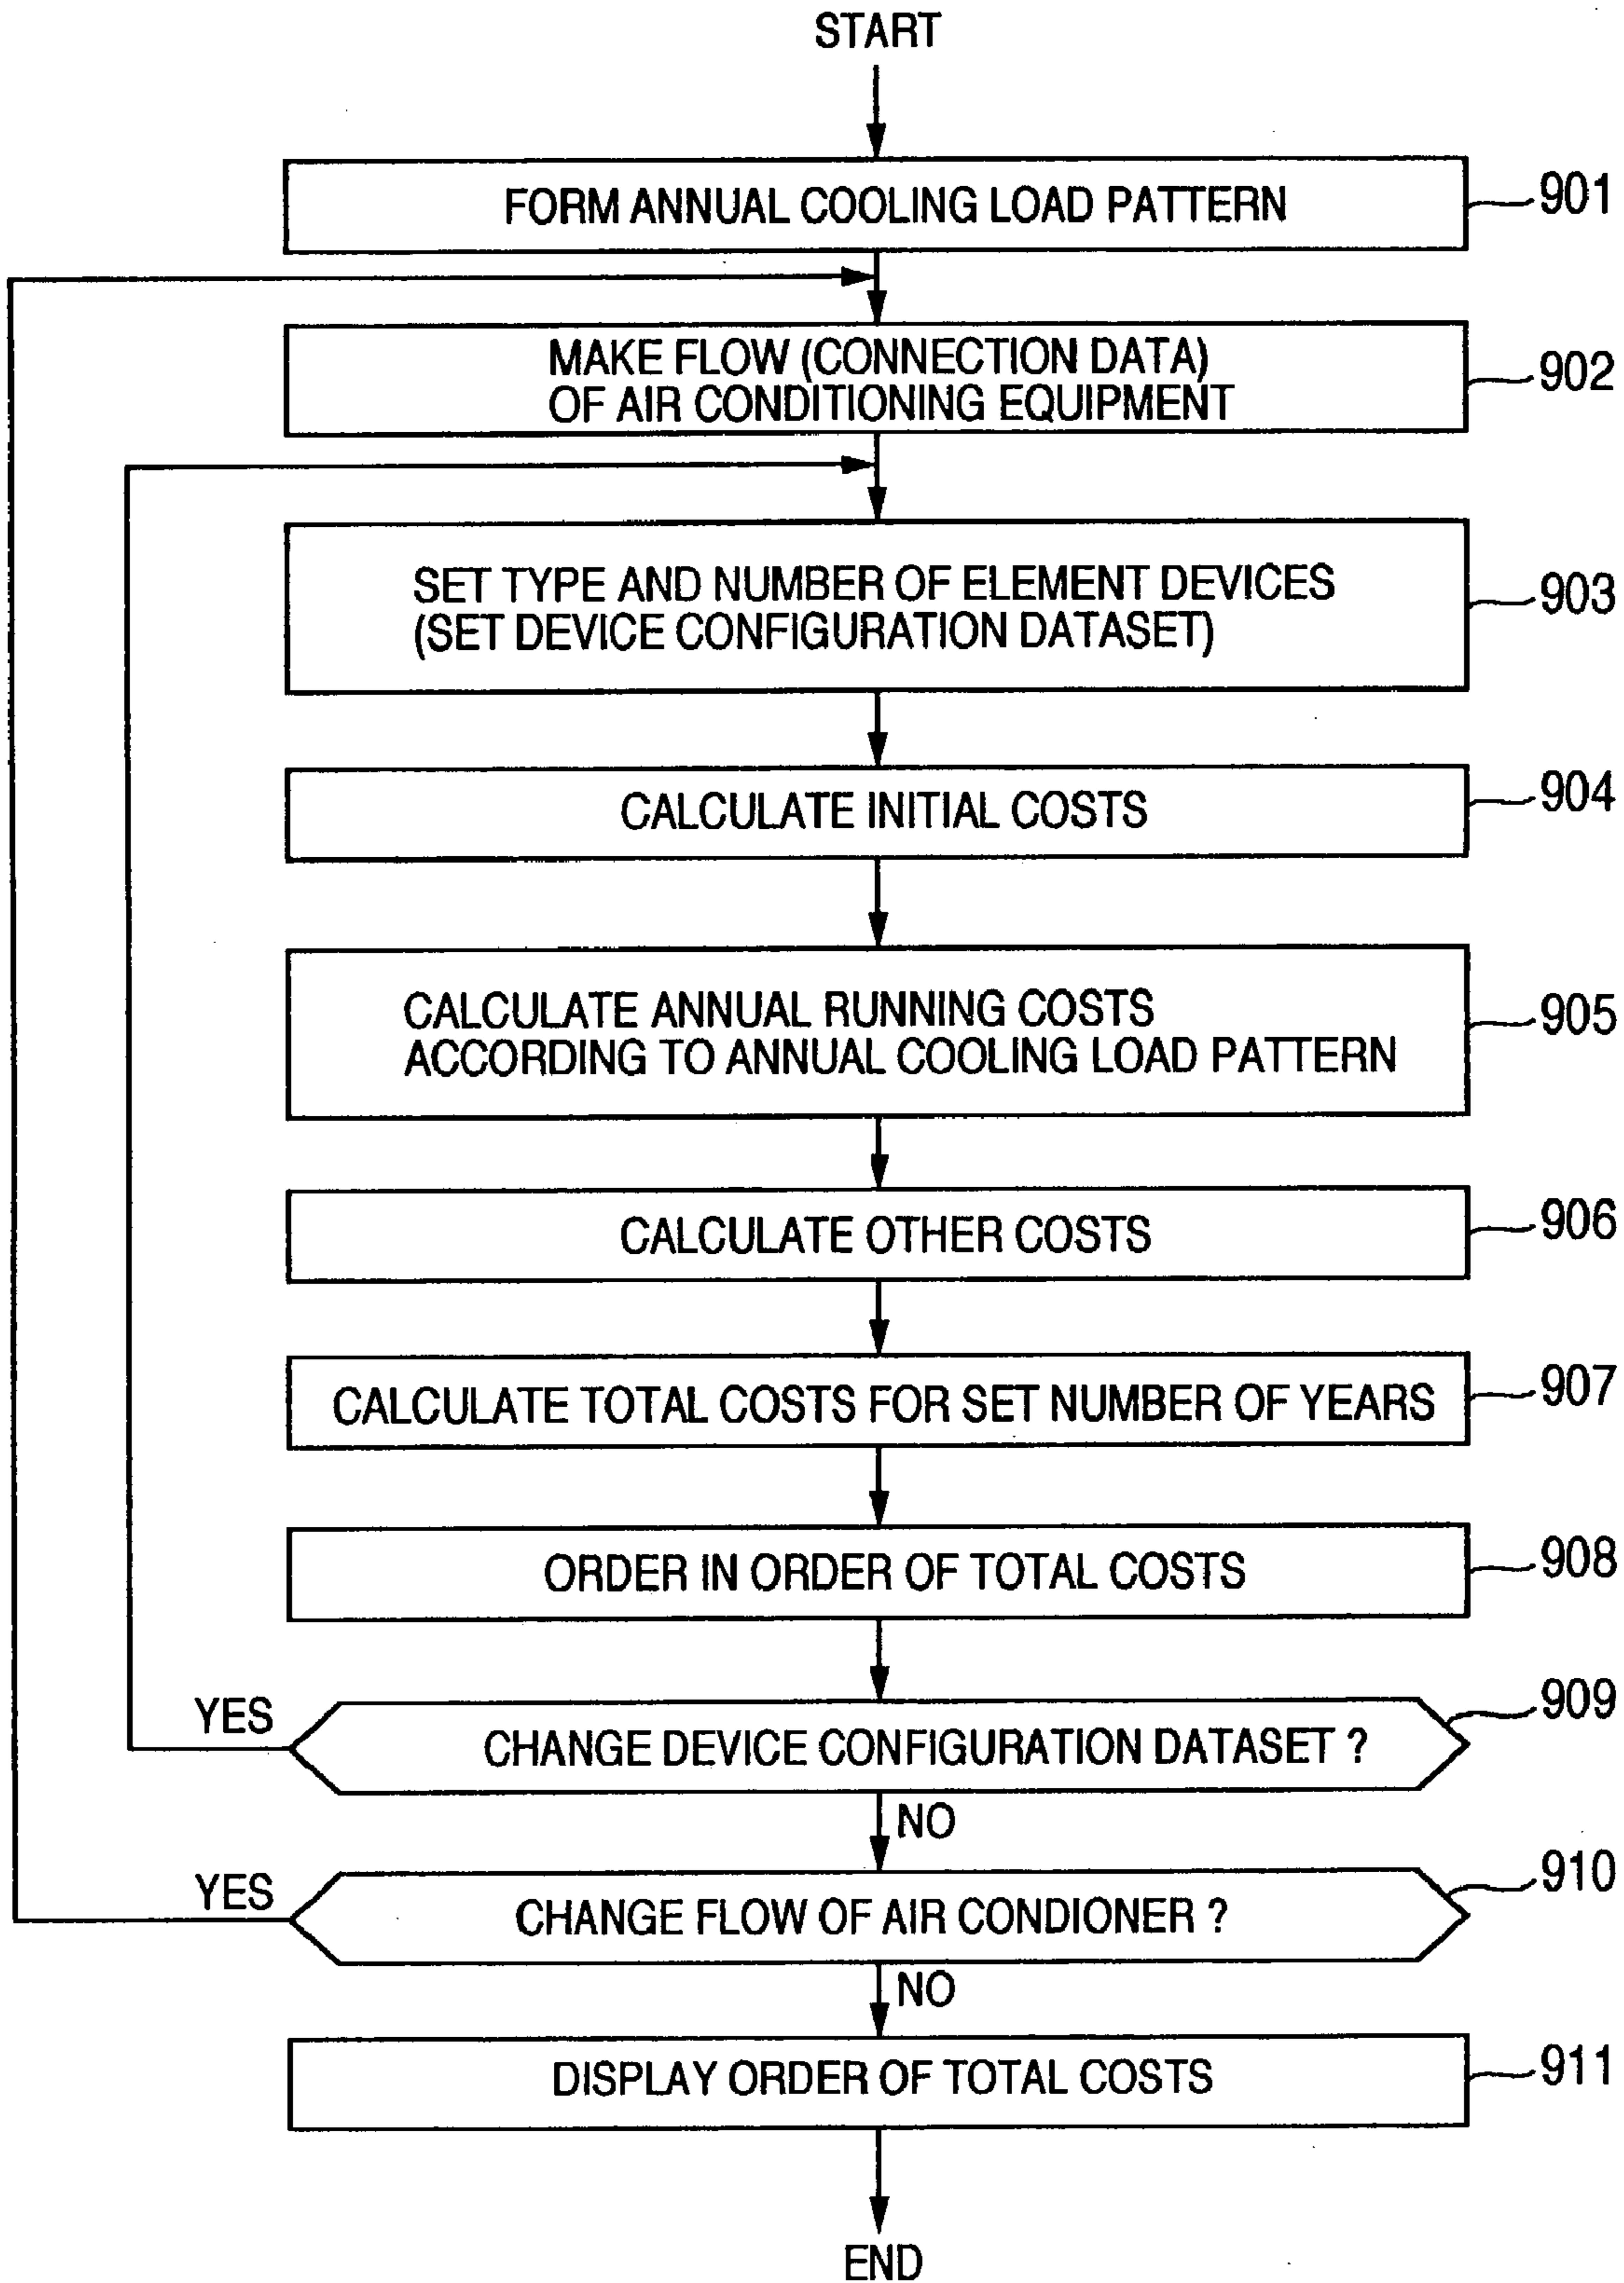 START
FORM ANNUAL COOLING LOAD PATTERN
901
MAKE FLOW (CONNECTION DATA)
OF AIR CONDITIONING EQUIPMENT
902
SET TYPE AND NUMBER OF ELEMENT DEVICES
(SET DEVICE CONFIGURATION DATASET)
903
CALCULATE INITIAL COSTS
904
CALCULATE ANNUAL RUNNING COSTS
ACCORDING TO ANNUAL COOLING LOAD PATTERN
905
CALCULATE OTHER COSTS
906
CALCULATE TOTAL COSTS FOR SET NUMBER OF YEARS
907
ORDER IN ORDER OF TOTAL COSTS
908
YES
CHANGE DEVICE CONFIGURATION DATASET ?
909
NO
YES
CHANGE FLOW OF AIR CONDIONER ?
910
NO
DISPLAY ORDER OF TOTAL COSTS
911
END